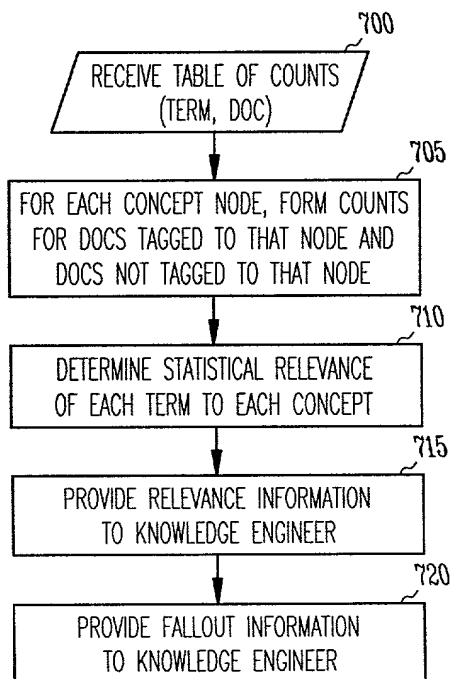 700
RECEIVE TABLE OF COUNTS
(TERM, DOC)
705
FOR EACH CONCEPT NODE, FORM COUNTS
FOR DOCS TAGGED TO THAT NODE AND
DOCS NOT TAGGED TO THAT NODE
710
DETERMINE STATISTICAL RELEVANCE
OF EACH TERM TO EACH CONCEPT
715
PROVIDE RELEVANCE INFORMATION
TO KNOWLEDGE ENGINEER
720
PROVIDE FALLOUT INFORMATION
TO KNOWLEDGE ENGINEER